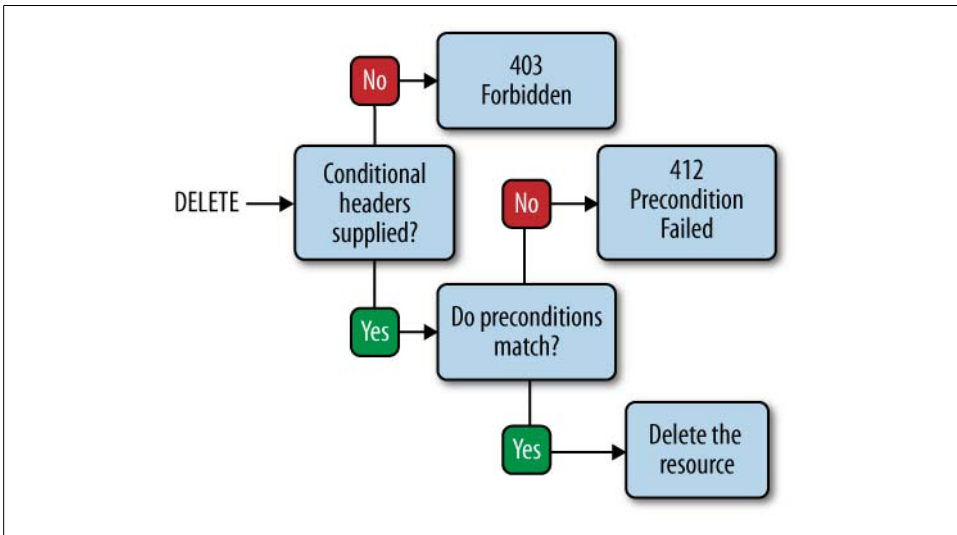 No
403
Forbidden
DELETE
Conditional
headers
supplied?
No
412
Precondition
Failed
Yes
Do preconditions
match?
Yes
Delete the
resource